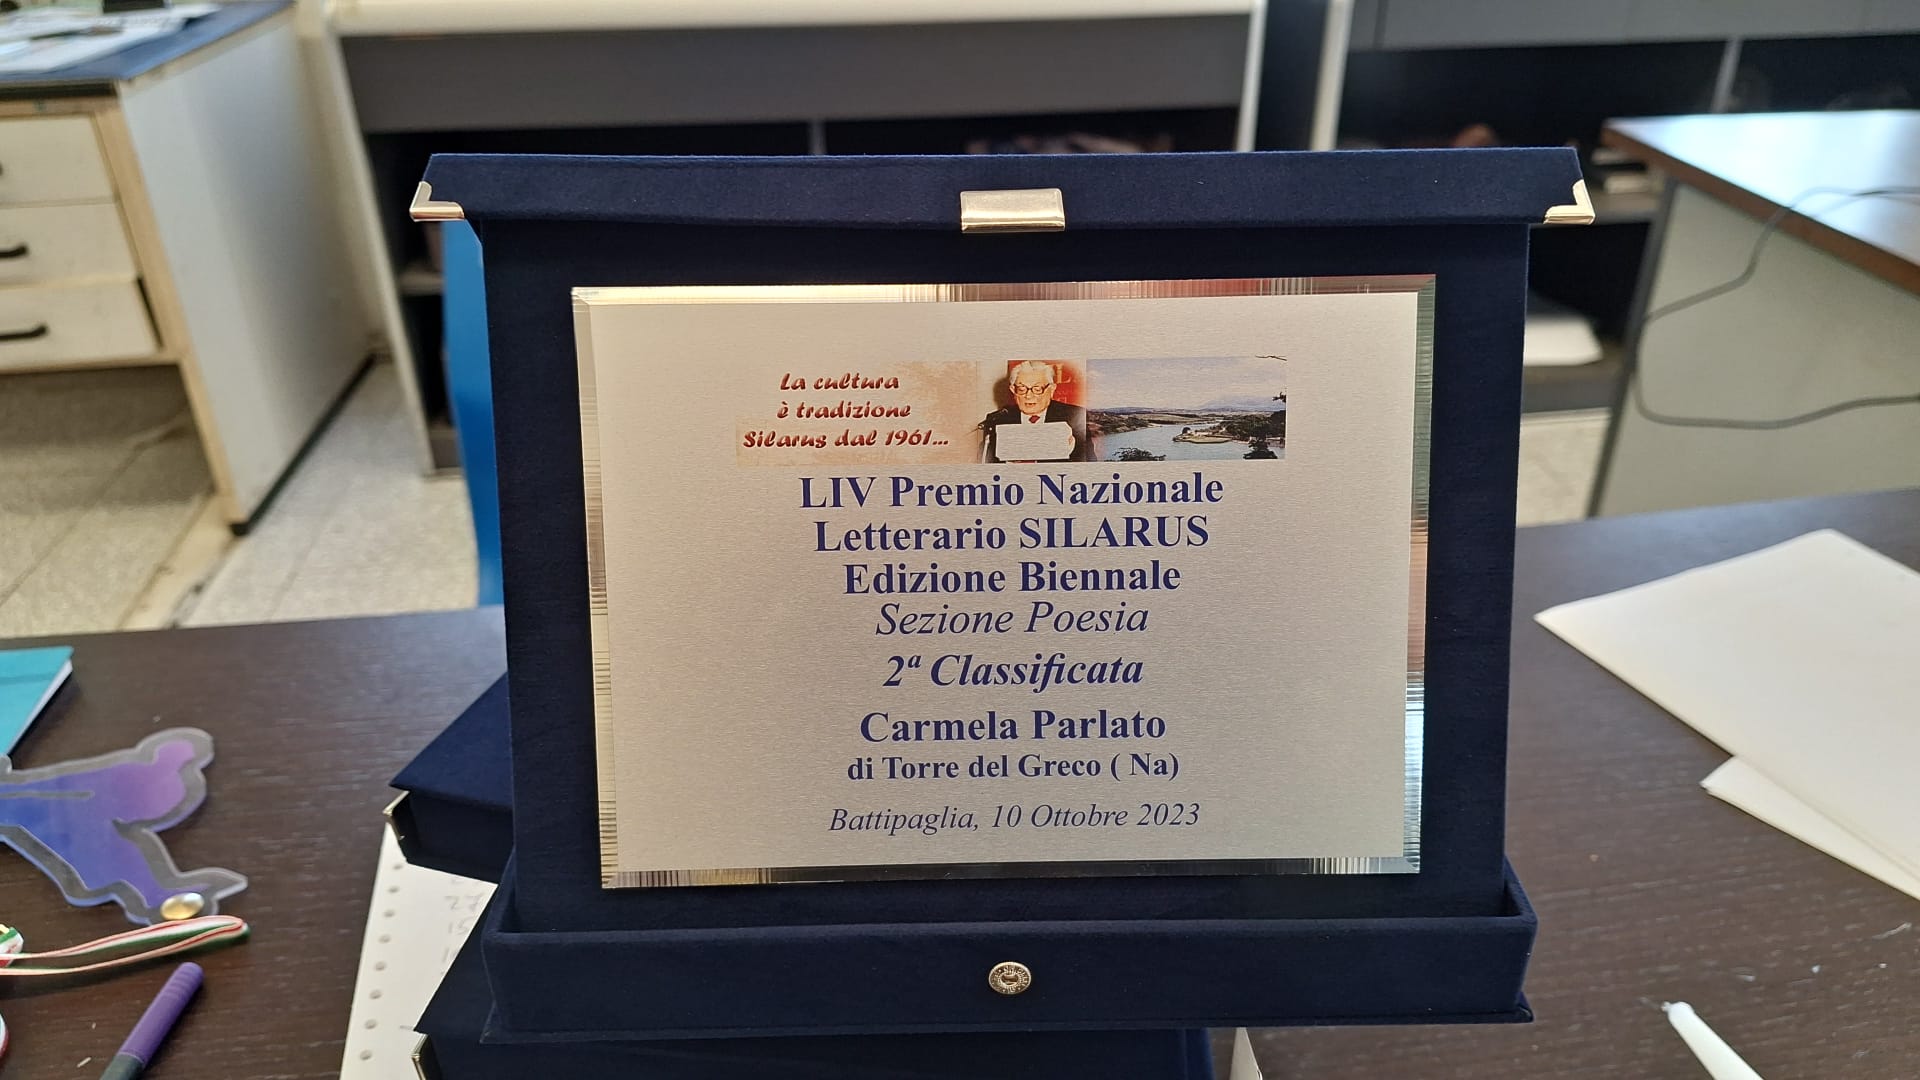 La cultura
è tradizione
Silarus dal 1961...
LIV Premio Nazionale
Letterario SILARUS
Edizione Biennale
Sezione Poesia
2ª Classificata
Carmela Parlato
di Torre del Greco ( Na)
Battipaglia, 10 Ottobre 2023